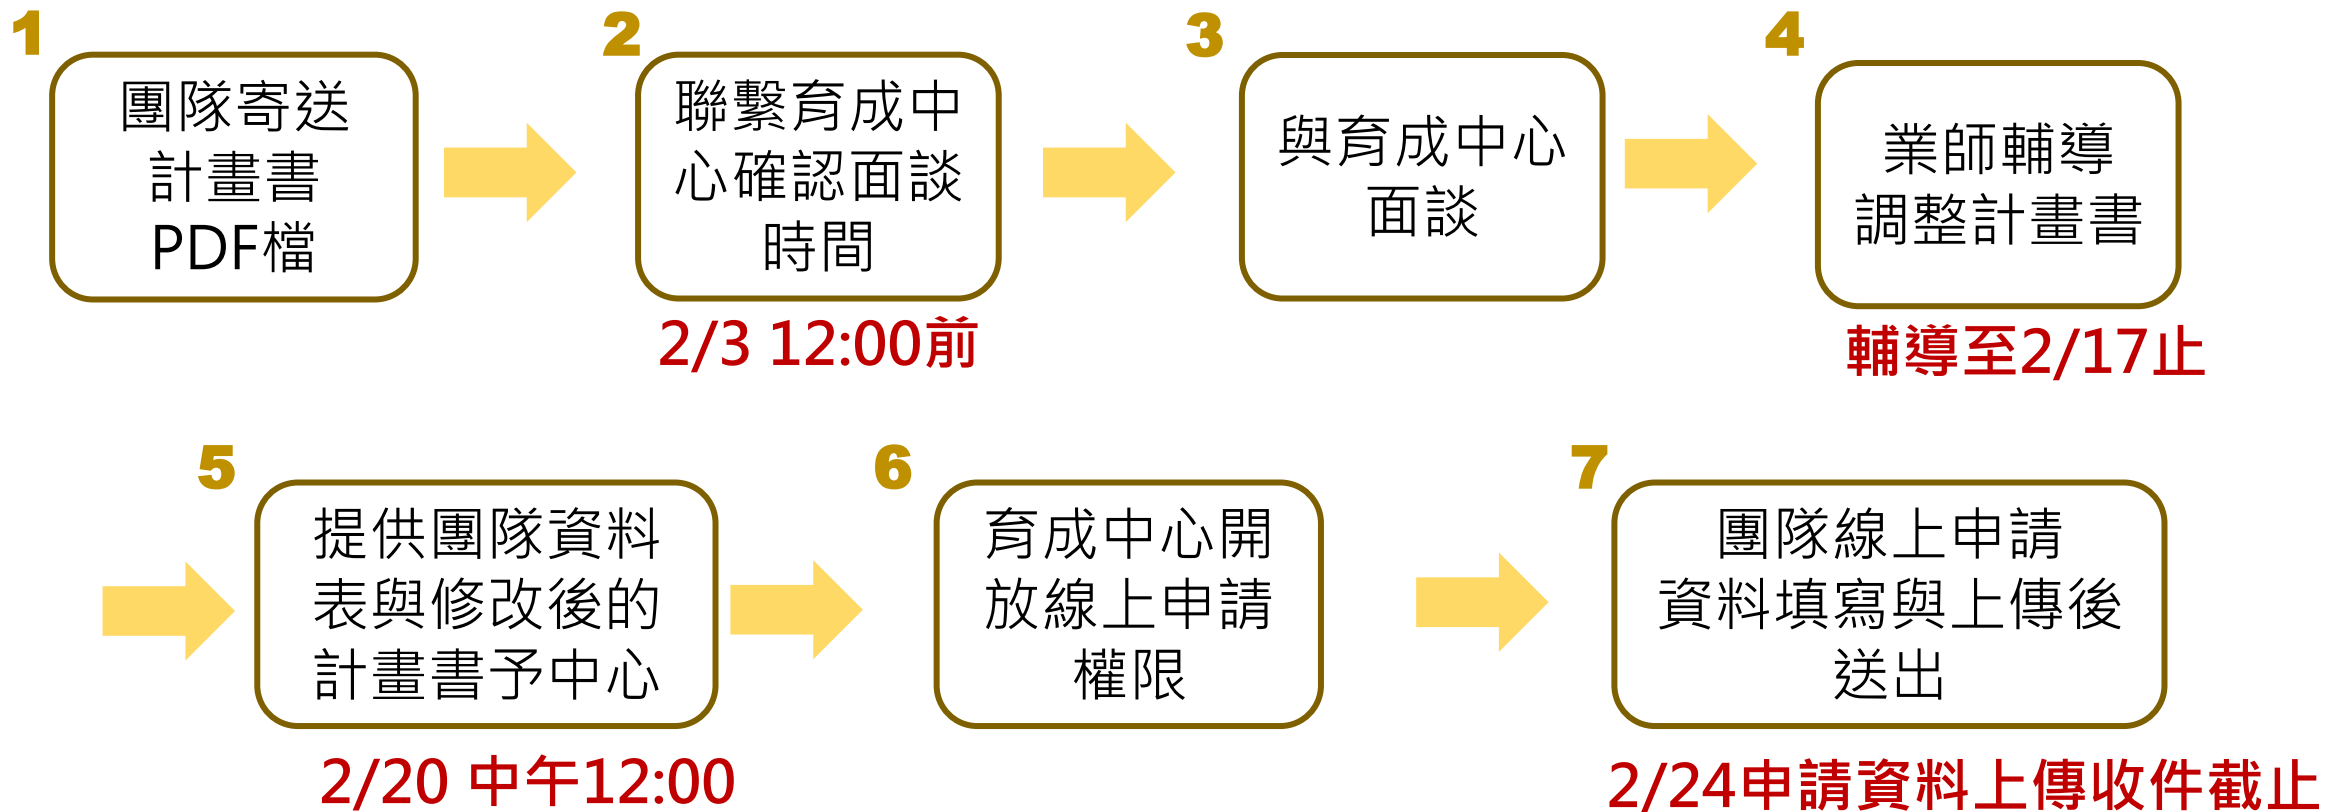 1
團隊寄送
計畫書
PDF檔
2
聯繫育成中
心確認面談
時間
2/3 12:00前
3
與育成中心
面談
4
業師輔導
調整計畫書
輔導至2/17止
5
提供團隊資料
表與修改後的
計畫書予中心
2/20 中午12:00
6
育成中心開
放線上申請
權限
7
團隊線上申請
資料填寫與上傳後
送出
2/24申請資料上傳收件截止